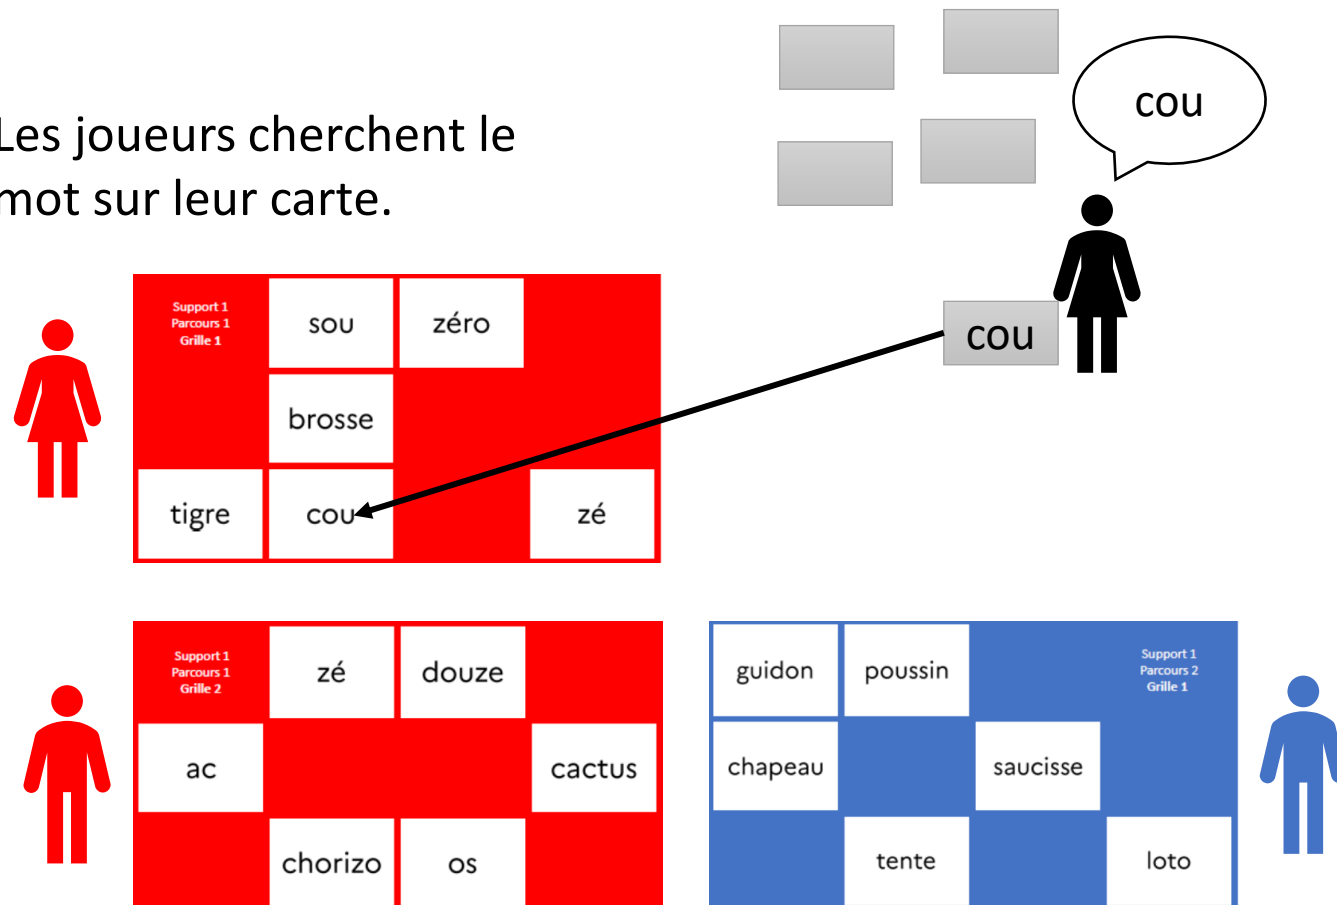 Les joueurs cherchent le
mot sur leur carte.
cou
cou
Support 1
Parcours 1
Grille 1
sou
zéro
brosse
tigre
cou
zé
Support 1
Parcours 1
Grille 2
zé
douze
ac
cactus
chorizo
os
guidon
poussin
Support 1
Parcours 2
Grille 1
chapeau
saucisse
tente
loto